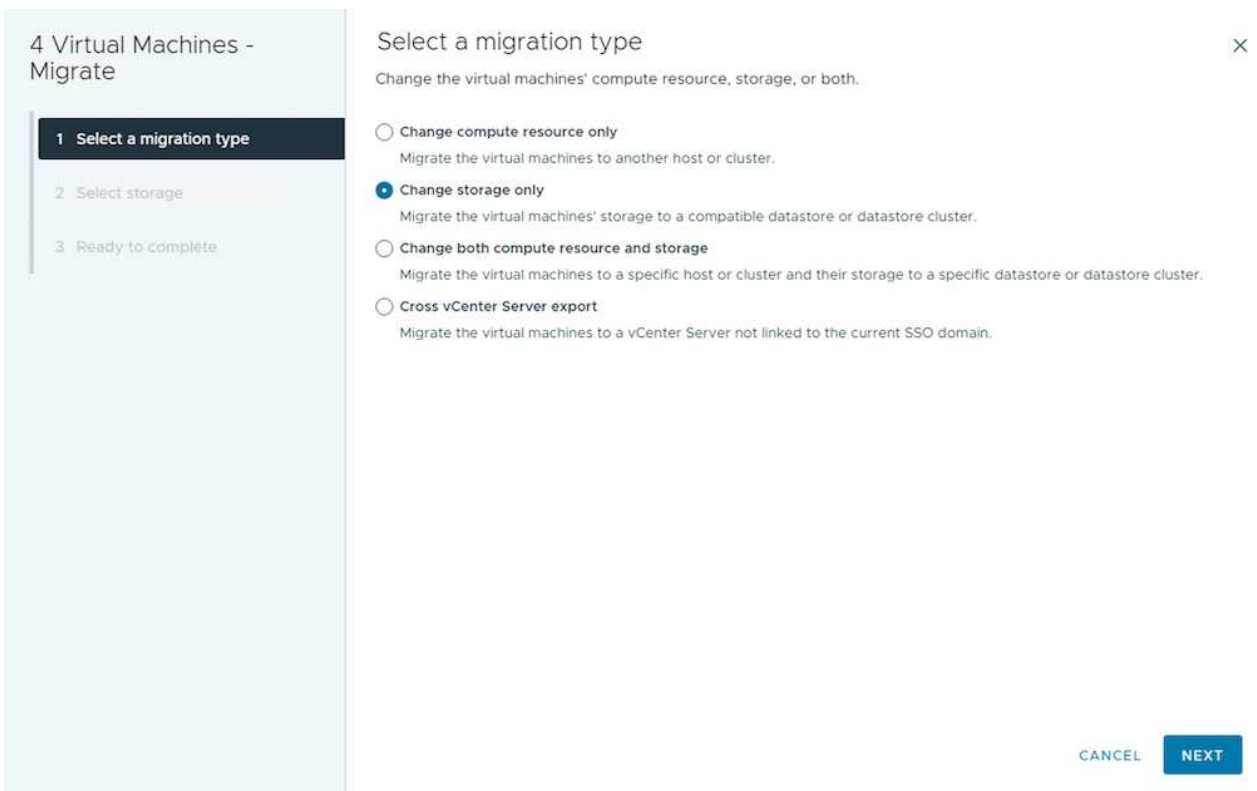 4 Virtual Machines -
Migrate
1 Select a migration type
2 Select storage
3 Ready to complete
Select a migration type
Change the virtual machines' compute resource, storage, or both.
Change compute resource only
Migrate the virtual machines to another host or cluster.
Change storage only
Migrate the virtual machines' storage to a compatible datastore or datastore cluster.
Change both compute resource and storage
Migrate the virtual machines to a specific host or cluster and their storage to a specific datastore or datastore cluster.
Cross vCenter Server export
Migrate the virtual machines to a vCenter Server not linked to the current SSO domain.
CANCEL
NEXT